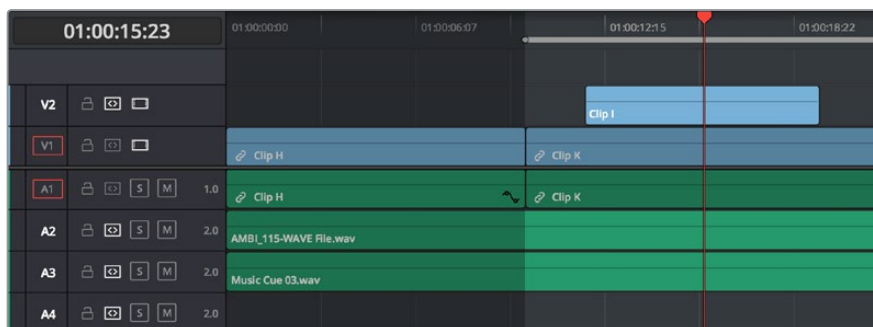 01:00:15:23 01:00:00:00 01:00:06:07 01:00:12:15 01:00:18:22
V2 Clip I
V1 Clip H Clip K
A1 S M 1.0 Clip H Clip K
A2 S M 2.0 AMBI_115-WAVE File.wav
A3 S M 2.0 Music Cue 03.wav
A4 S M 2.0